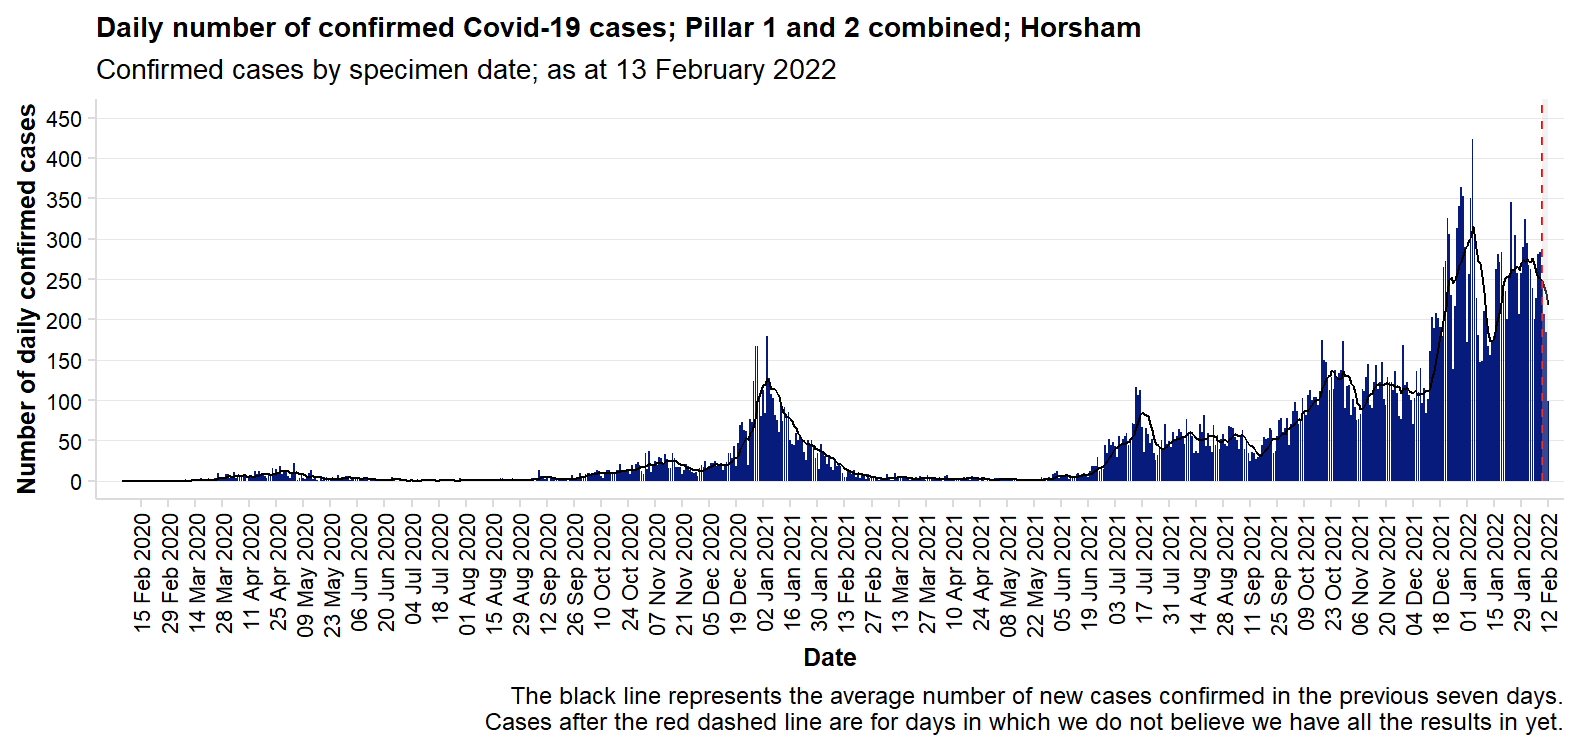 Daily number of confirmed Covid-19 cases; Pillar 1 and 2 combined; Horsham
Confirmed cases by specimen date; as at 13 February 2022
Number of daily confirmed cases
450
400
350
300
250
200
150
100
50
0
15 Feb 2020
29 Feb 2020
14 Mar 2020
28 Mar 2020
11 Apr 2020
25 Apr 2020
09 May 2020
23 May 2020
06 Jun 2020
20 Jun 2020
04 Jul 2020
18 Jul 2020
01 Aug 2020
15 Aug 2020
29 Aug 2020
12 Sep 2020
26 Sep 2020
10 Oct 2020
24 Oct 2020
07 Nov 2020
21 Nov 2020
05 Dec 2020
19 Dec 2020
02 Jan 2021
16 Jan 2021
30 Jan 2021
13 Feb 2021
27 Feb 2021
13 Mar 2021
27 Mar 2021
10 Apr 2021
24 Apr 2021
08 May 2021
22 May 2021
05 Jun 2021
19 Jun 2021
03 Jul 2021
17 Jul 2021
31 Jul 2021
14 Aug 2021
28 Aug 2021
11 Sep 2021
25 Sep 2021
09 Oct 2021
23 Oct 2021
06 Nov 2021
20 Nov 2021
04 Dec 2021
18 Dec 2021
01 Jan 2022
15 Jan 2022
29 Jan 2022
12 Feb 2022
Date
The black line represents the average number of new cases confirmed in the previous seven days.
Cases after the red dashed line are for days in which we do not believe we have all the results in yet.